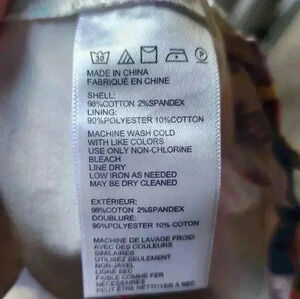 30
P
MADE IN CHINA
FABRIQUÉ EN CHINE
SHELL:
98%COTTON 2%SPANDEX
LINING:
90%POLYESTER 10%COTTON
MACHINE WASH COLD
WITH LIKE COLORS
USE ONLY NON-CHLORINE
BLEACH
LINE DRY
LOW IRON AS NEEDED
MAY BE DRY CLEANED
EXTÉRIEUR:
98%COTON 2%SPANDEX
DOUBLURE:
90%POLYESTER 10% COTON
MACHINE DE LAVAGE FROID
AVEC DES COULEURS
SIMILAIRES
UTILISEZ SEULEMENT
NON-JAVEL
LIGNE SEC
FAIBLE COMME FER
NÉCESSAIRES
PEUT ÊTRE NETTOYER À SEC